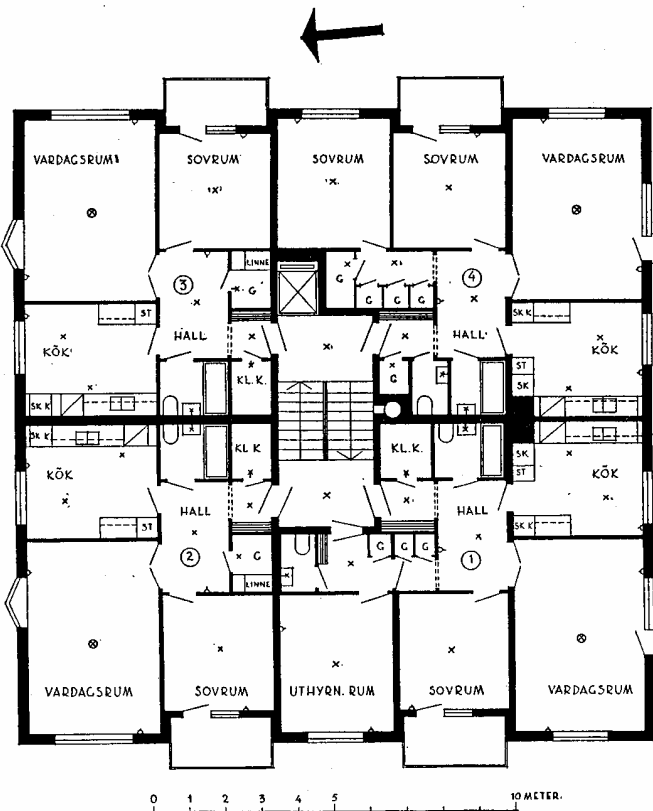 VARDAGSRUM
SOVRUM
SOVRUM
SOVRUM
VARDAGSRUM
LINNE
G
G
G
G
G
3
4
HALL
HALL
ST
SK K
KÖK
KÖK
KL.K.
G
ST
SK
SK K
SK K
KL K
KL.K.
SK
ST
KÖK
KÖK
HALL
HALL
ST
SK K
2
G
LINNE
G
G
G
1
VARDAGSRUM
SOVRUM
UTHYRN. RUM
SOVRUM
VARDAGSRUM
0 1 2 3 4 5 10 METER.